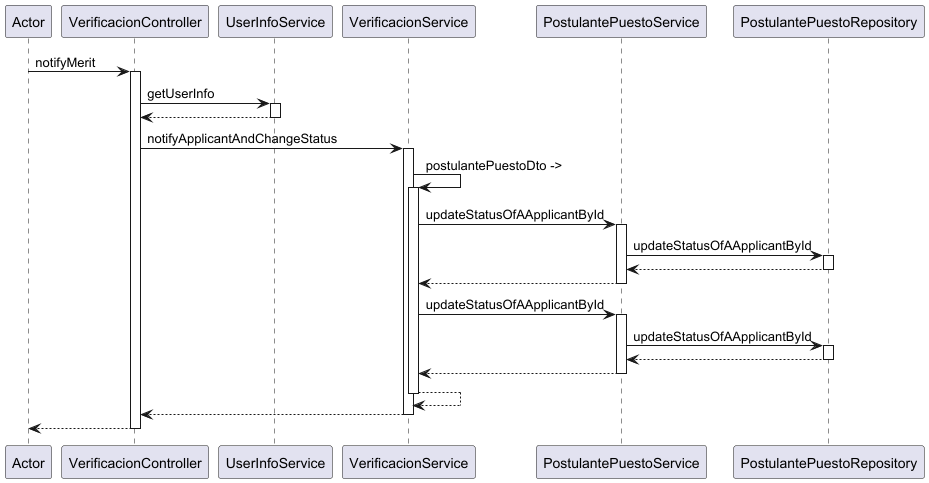 Actor VerificacionController UserInfoService VerificacionService PostulantePuestoService PostulantePuestoRepository
notifyMerit
getUserInfo
notifyApplicantAndChangeStatus
postulantePuestoDto ->
updateStatusOfAApplicantById
updateStatusOfAApplicantById
updateStatusOfAApplicantById
updateStatusOfAApplicantById
Actor VerificacionController UserInfoService VerificacionService PostulantePuestoService PostulantePuestoRepository